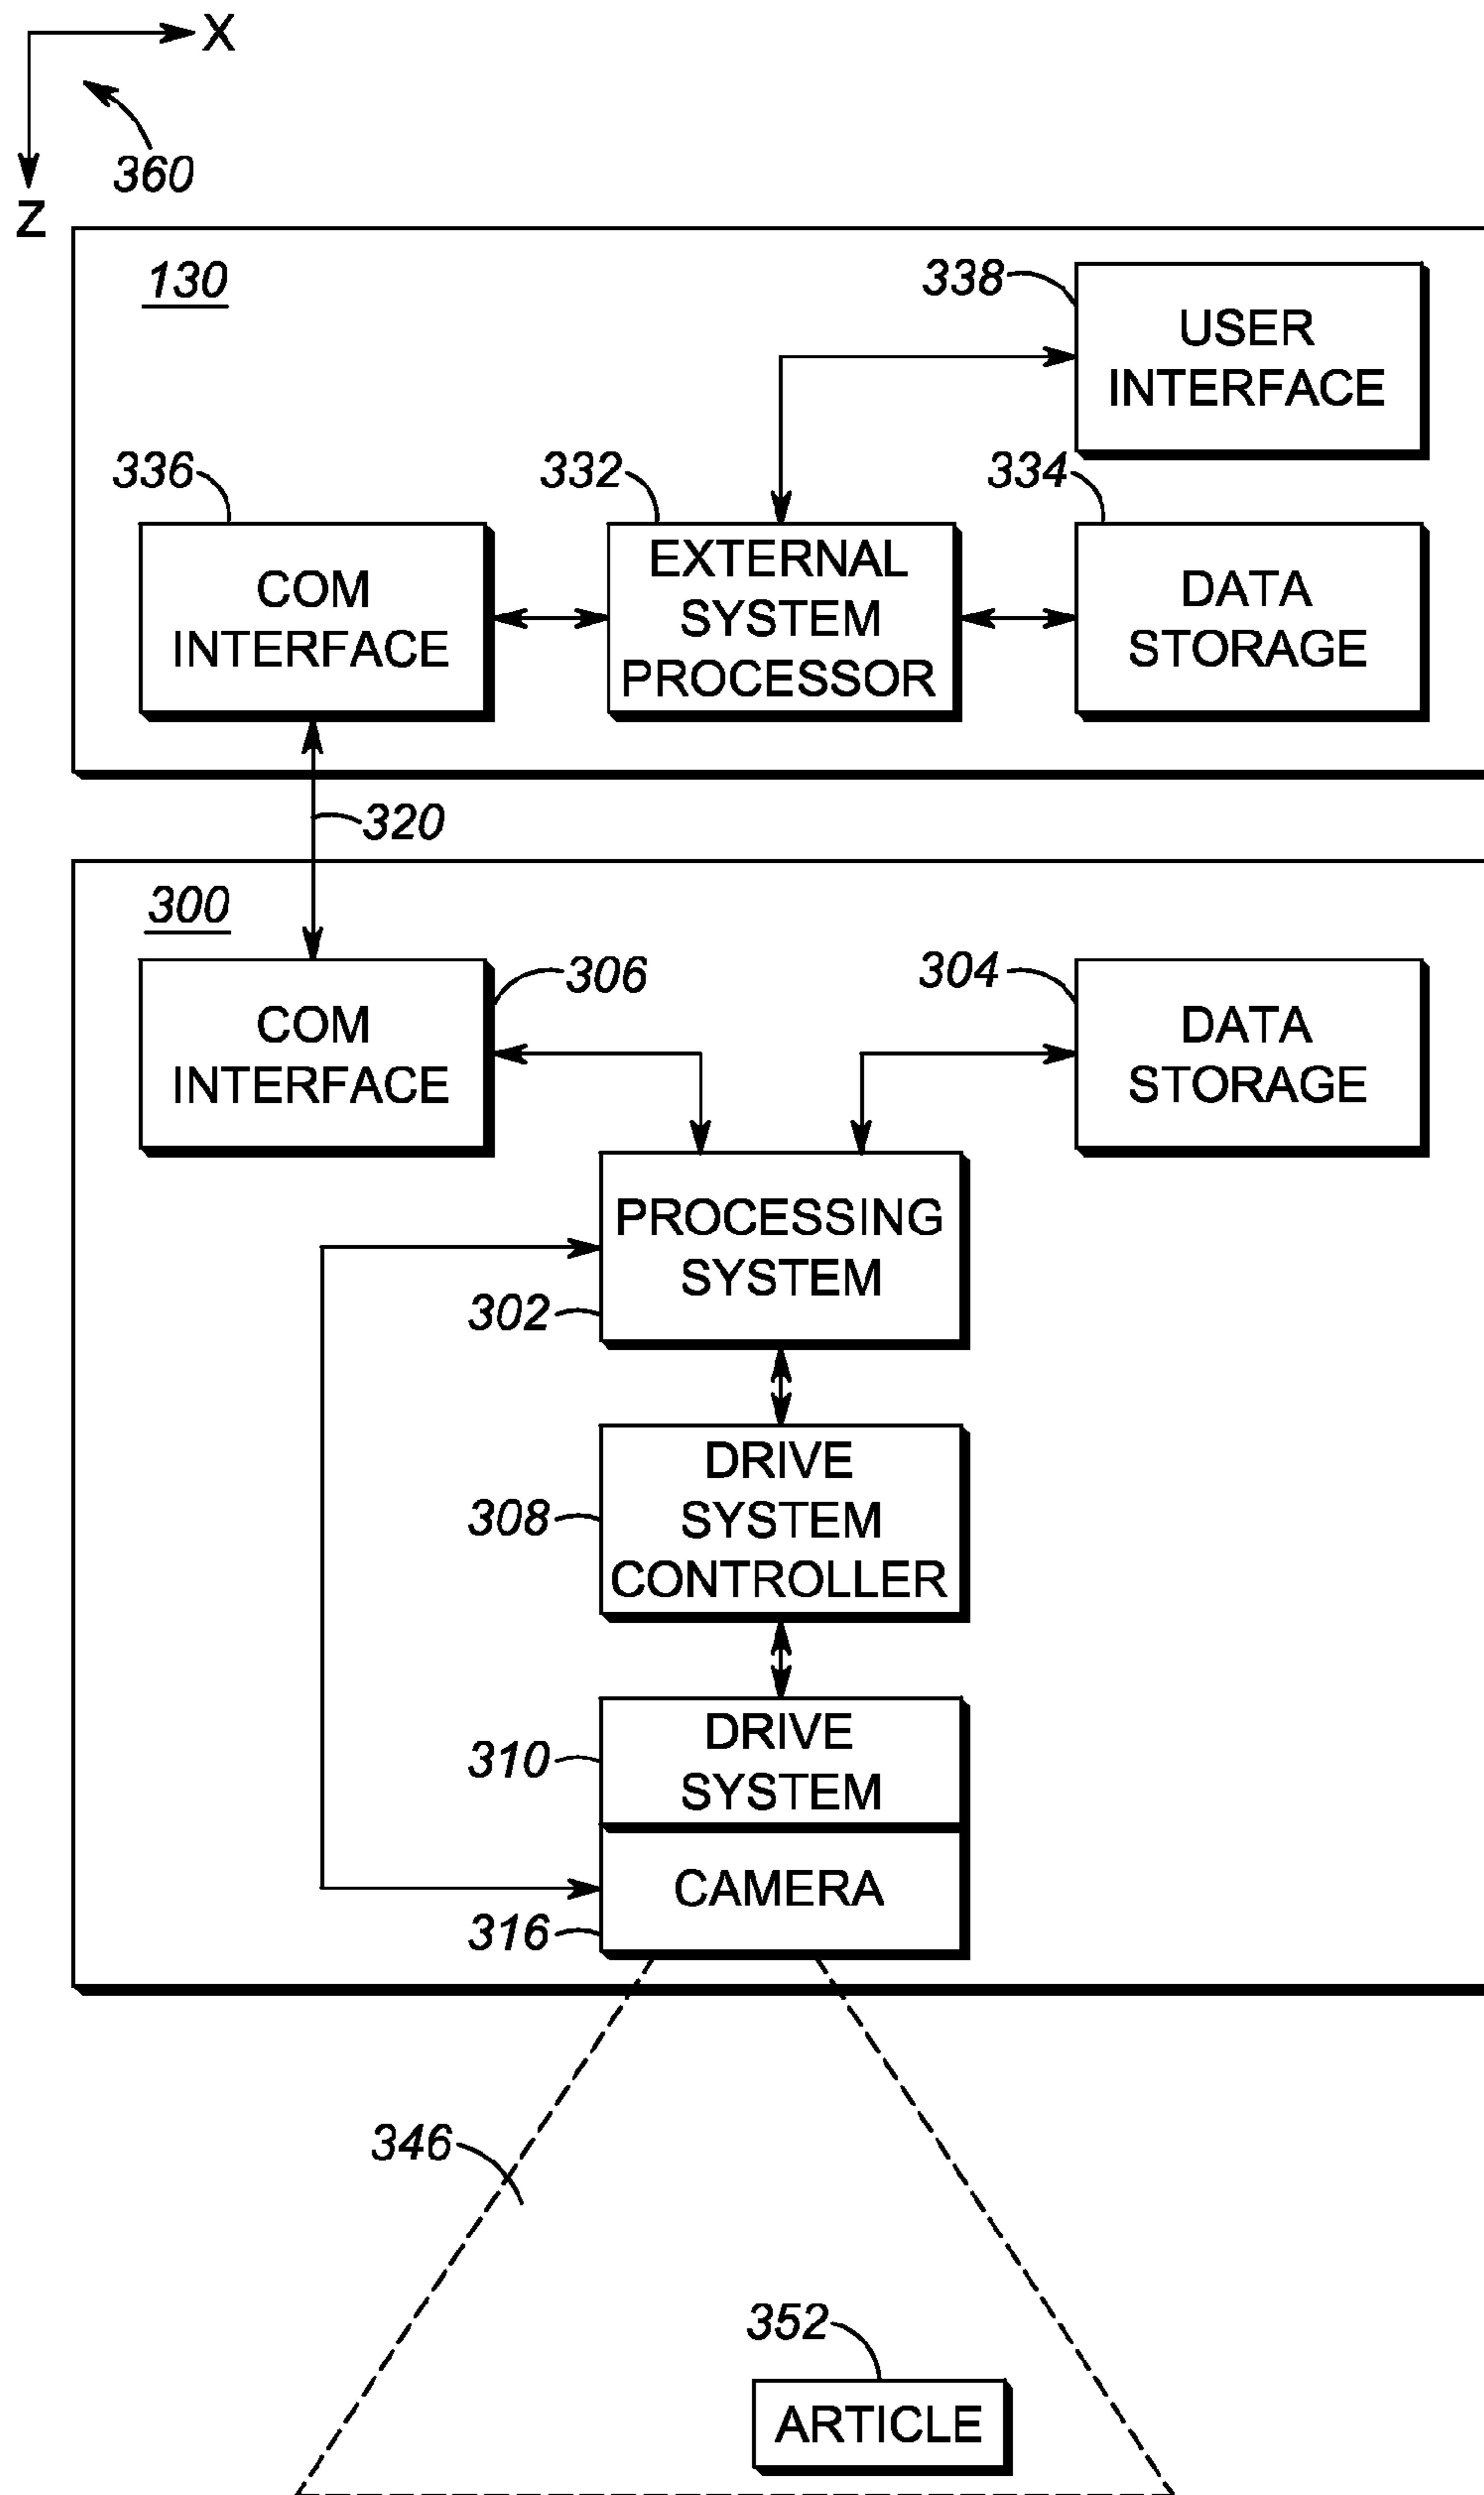 X
360
Z
130
338
USER
INTERFACE
336
332
334
COM
INTERFACE
EXTERNAL
SYSTEM
PROCESSOR
DATA
STORAGE
320
300
306
304
COM
INTERFACE
DATA
STORAGE
PROCESSING
SYSTEM
302
DRIVE
SYSTEM
CONTROLLER
308
DRIVE
SYSTEM
310
CAMERA
316
346
352
ARTICLE